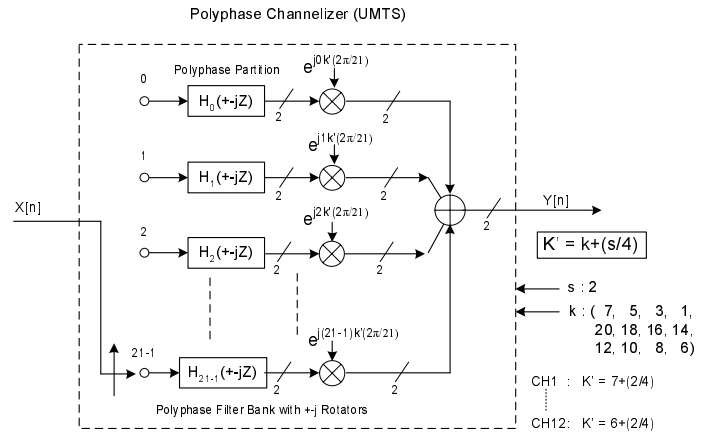 Polyphase Channelizer (UMTS)
Polyphase Partition
0
H0(+-jZ)
2
e^j0k'(2π/21)
2
1
H1(+-jZ)
2
e^j1k'(2π/21)
2
X[n]
Y[n]
2
2
H2(+-jZ)
2
e^j2k'(2π/21)
2
K' = k+(s/4)
s : 2
k : ( 7, 5, 3, 1,
20, 18, 16, 14,
12, 10, 8, 6)
21-1
H21-1(+-jZ)
2
e^j(21-1)k'(2π/21)
2
Polyphase Filter Bank with +-j Rotators
CH1 : K' = 7+(2/4)
CH12: K' = 6+(2/4)